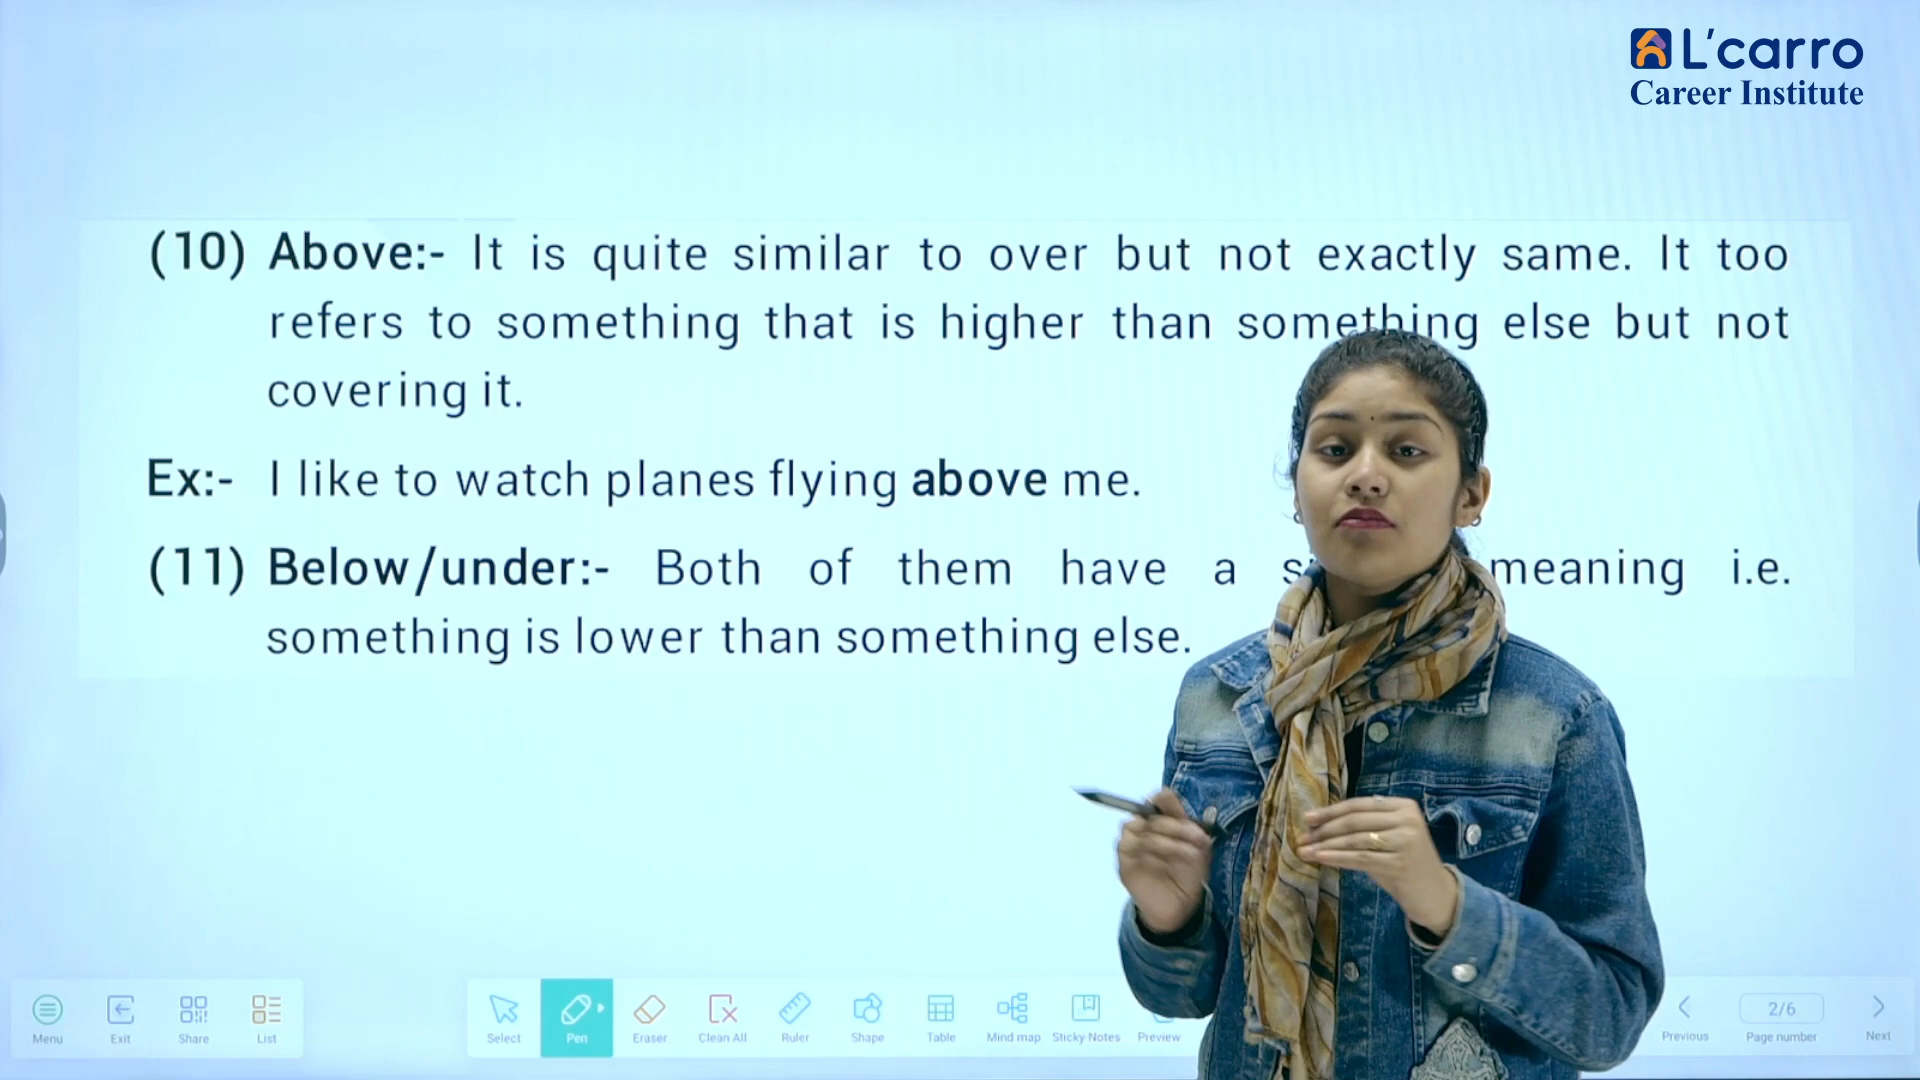 L'carro
Career Institute
(10) Above:- It is quite similar to over but not exactly same. It too
refers to something that is higher than something else but not
covering it.
Ex:- I like to watch planes flying above me.
(11) Below/under:- Both of them have a meaning i.e.
something is lower than something else.
Menu Exit Share List Select Pen Eraser Clean All Ruler Shape Table Mind map Sticky Notes Preview Previous 2/6 Page number Next